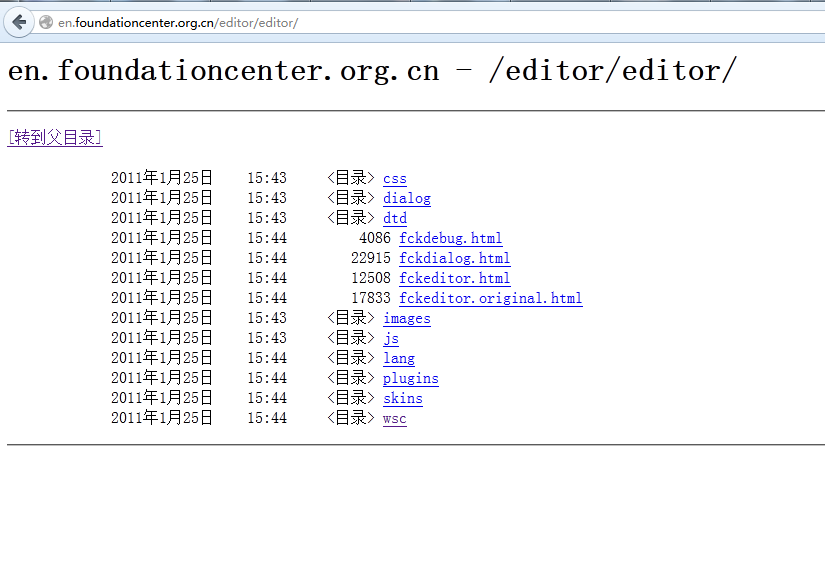 en.foundationcenter.org.cn/editor/editor/
en.foundationcenter.org.cn - /editor/editor/
[转到父目录]
2011年1月25日 15:43 <目录> css
2011年1月25日 15:43 <目录> dialog
2011年1月25日 15:43 <目录> dtd
2011年1月25日 15:44 4086 fckdebug.html
2011年1月25日 15:44 22915 fckdialog.html
2011年1月25日 15:44 12508 fckeditor.html
2011年1月25日 15:44 17833 fckeditor.original.html
2011年1月25日 15:43 <目录> images
2011年1月25日 15:43 <目录> js
2011年1月25日 15:44 <目录> lang
2011年1月25日 15:44 <目录> plugins
2011年1月25日 15:44 <目录> skins
2011年1月25日 15:44 <目录> wsc